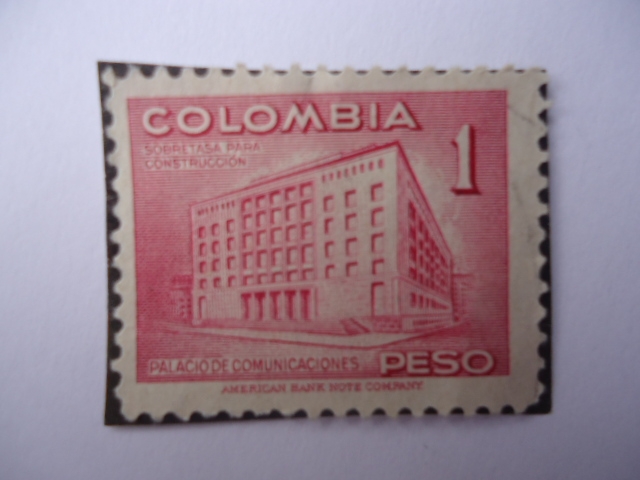 COLOMBIA
SOBRETASA PARA
CONSTRUCCION
1
PALACIO DE COMUNICACIONES
PESO
AMERICAN BANK NOTE COMPANY